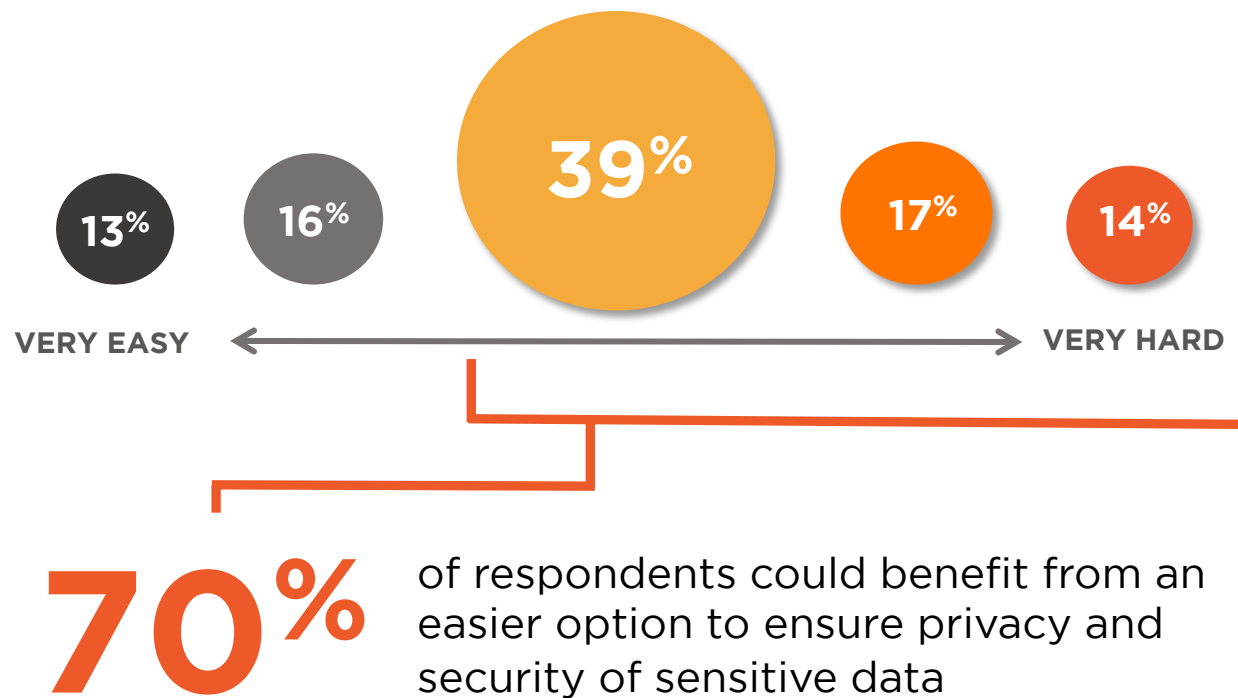 13%
16%
39%
17%
14%
VERY EASY
VERY HARD
70%
of respondents could benefit from an
easier option to ensure privacy and
security of sensitive data